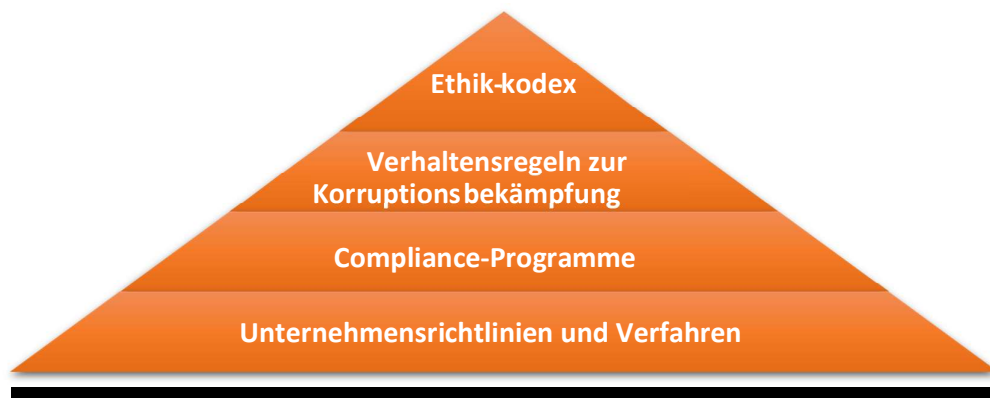 Ethik-kodex
Verhaltensregeln zur
Korruptionsbekämpfung
Compliance-Programme
Unternehmensrichtlinien und Verfahren